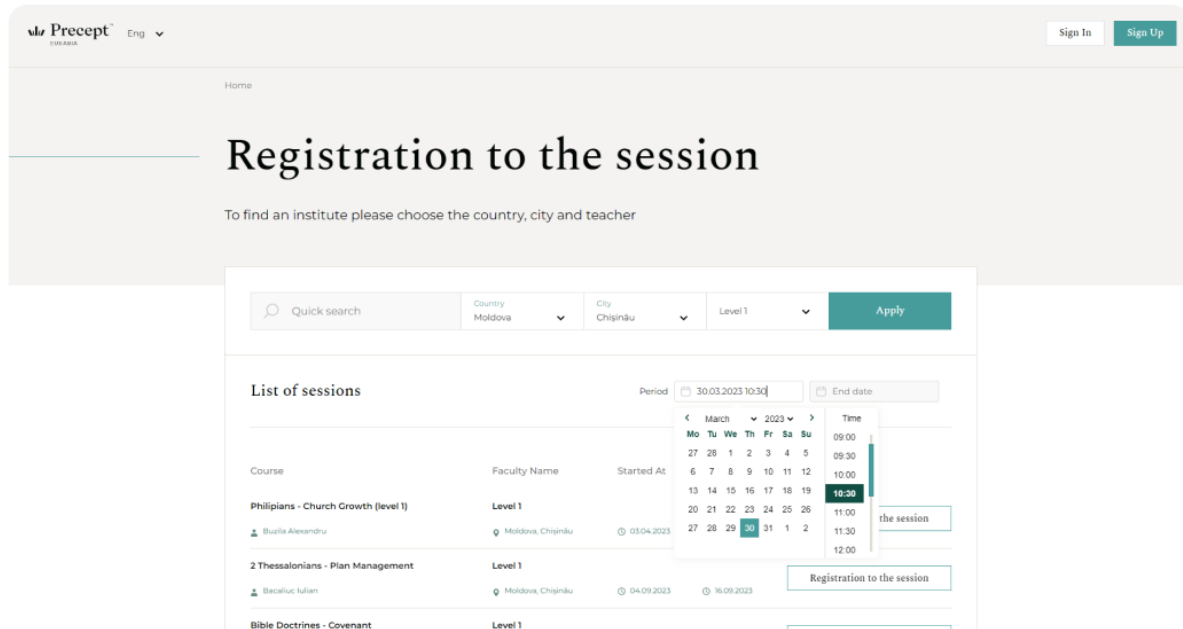 Precept™ Eng Sign In Sign Up
EURASIA
Home
Registration to the session
To find an institute please choose the country, city and teacher
Quick search
Country
Moldova
City
Chișinău
Level 1
Apply
List of sessions
Period 30.03.2023 10:30 End date
March 2023 Time
Mo Tu We Th Fr Sa Su
27 28 1 2 3 4 5
6 7 8 9 10 11 12
13 14 15 16 17 18 19
20 21 22 23 24 25 26
27 28 29 30 31 1 2
09:00
09:30
10:00
10:30
11:00
11:30
12:00
Course Faculty Name Started At
Philipians - Church Growth (level 1) Level 1
Buzila Alexandru Moldova, Chișinău 03.04.2023 the session
2 Thessalonians - Plan Management Level 1
Bacaliuc Iulian Moldova, Chișinău 04.09.2023 16.09.2023 Registration to the session
Bible Doctrines - Covenant Level 1